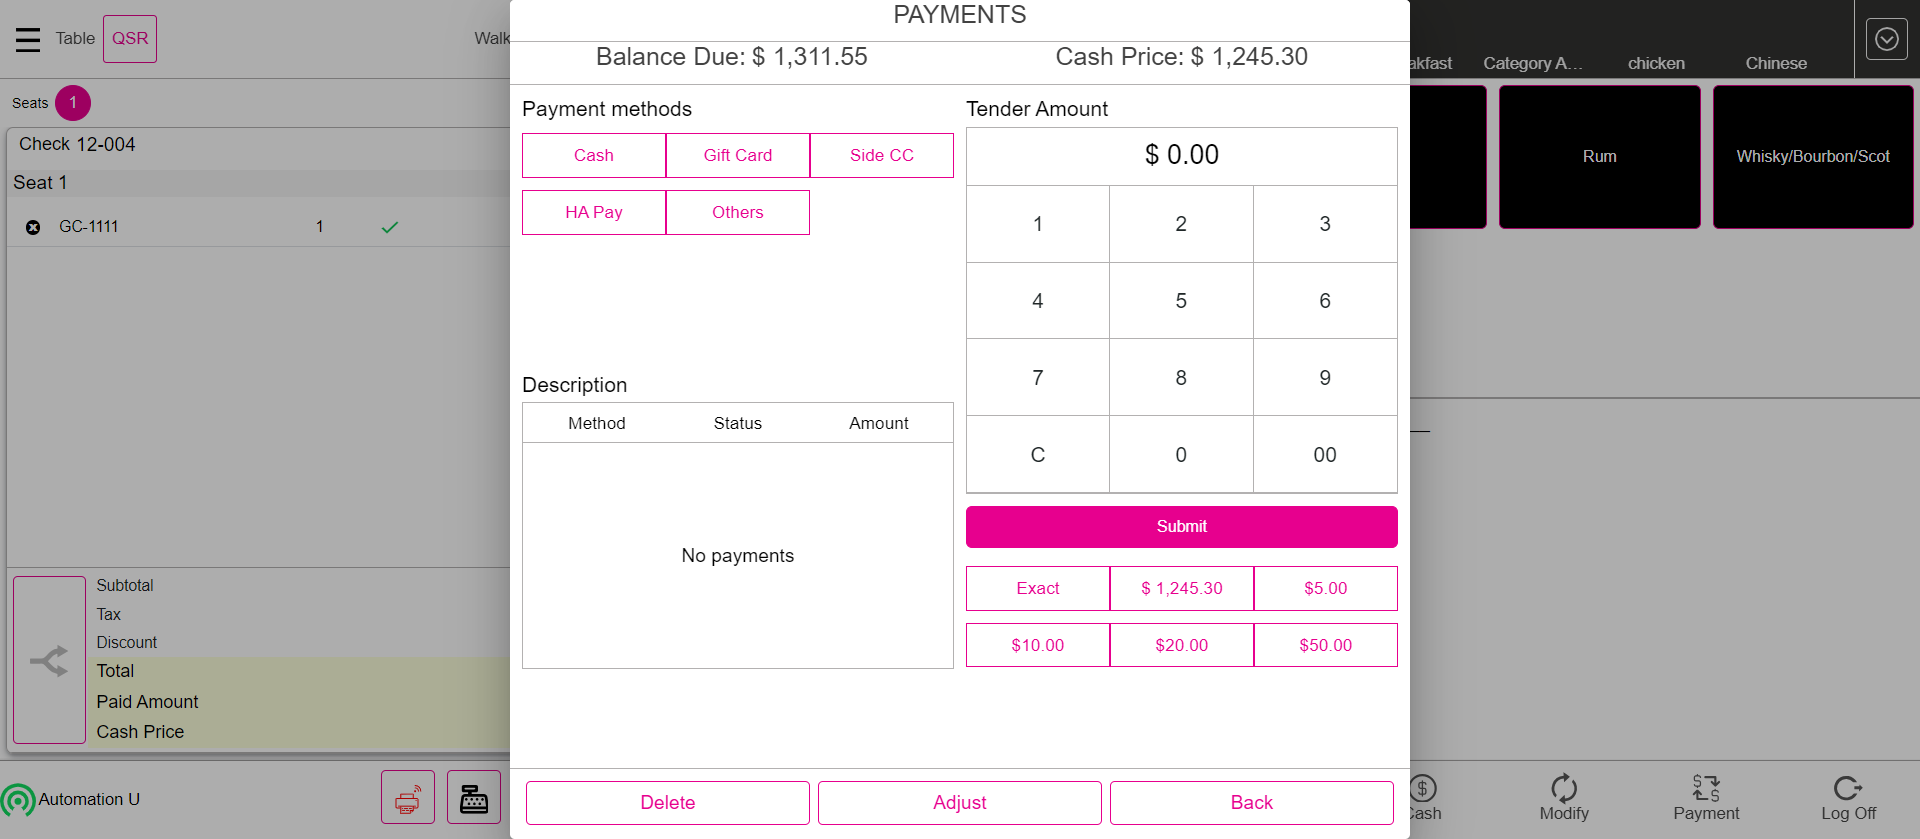 PAYMENTS
Balance Due: $ 1,311.55
Cash Price: $ 1,245.30
Table
QSR
Walk
Seats
1
Check 12-004
Seat 1
GC-1111
1
Subtotal
Tax
Discount
Total
Paid Amount
Cash Price
Automation U
Payment methods
Cash
Gift Card
Side CC
HA Pay
Others
Description
Method
Status
Amount
No payments
Tender Amount
$ 0.00
1
2
3
4
5
6
7
8
9
C
0
00
Submit
Exact
$ 1,245.30
$5.00
$10.00
$20.00
$50.00
Delete
Adjust
Back
akfast
Category A...
chicken
Chinese
Rum
Whisky/Bourbon/Scot
Cash
Modify
Payment
Log Off